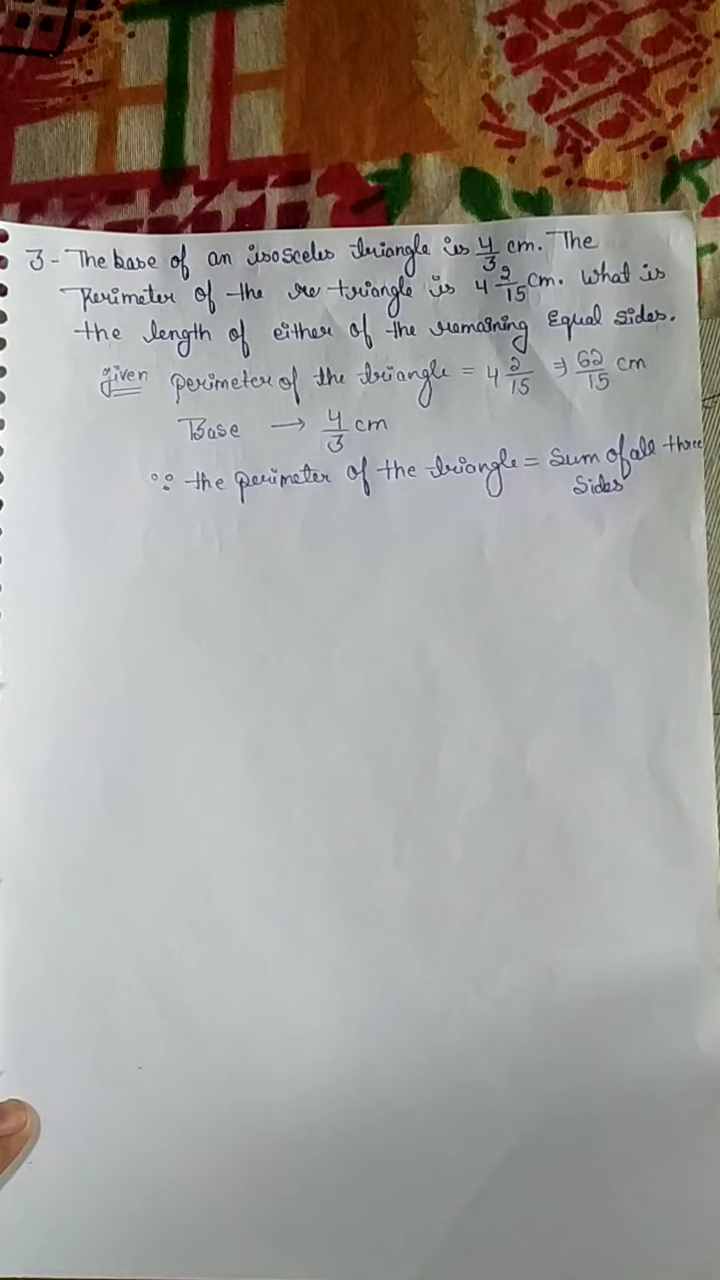 3- The base of an isosceles triangle is 4/3 cm. The
Perimeter of the re triangle is 4 2/15 cm. What is
the length of either of the remaining Equal sides.
given perimeter of the triangle = 4 2/15 ⇒ 62/15 cm
Base → 4/3 cm
∵ the perimeter of the triangle = Sum of all three
Sides